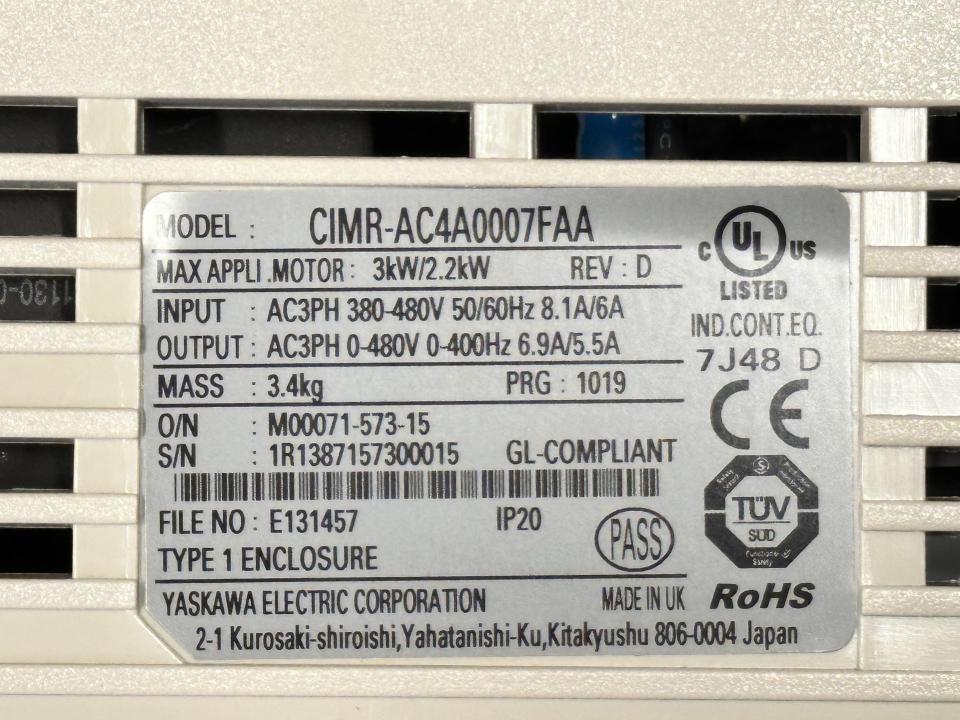 MODEL : CIMR-AC4A0007FAA
MAX APPLI .MOTOR : 3kW/2.2kW REV : D
INPUT : AC3PH 380-480V 50/60Hz 8.1A/6A
OUTPUT : AC3PH 0-480V 0-400Hz 6.9A/5.5A
MASS : 3.4kg PRG : 1019
O/N : M00071-573-15
S/N : 1R1387157300015 GL-COMPLIANT
FILE NO : E131457 IP20
PASS
TYPE 1 ENCLOSURE
YASKAWA ELECTRIC CORPORATION MADE IN UK
2-1 Kurosaki-shiroishi,Yahatanishi-Ku,Kitakyushu 806-0004 Japan
C UL US
LISTED
IND.CONT.EQ.
7J48 D
CE
TÜV
SÜD
Functional
Safety
RoHS